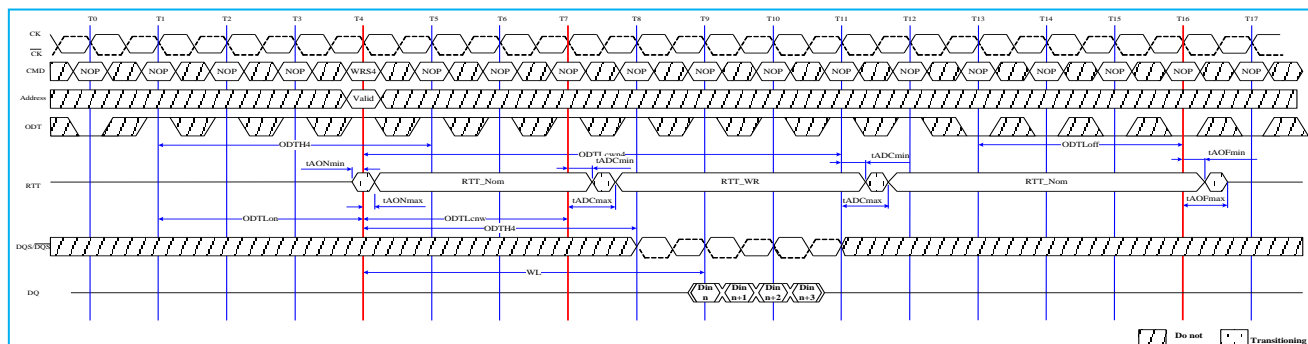 T0 T1 T2 T3 T4 T5 T6 T7 T8 T9 T10 T11 T12 T13 T14 T15 T16 T17
CK
CK
CMD NOP NOP NOP NOP WRS4 NOP NOP NOP NOP NOP NOP NOP NOP NOP NOP NOP NOP NOP
Address Valid
ODT
ODTH4 ODTLcwn4 ODTLoff
tAONmin tADCmin tADCmin tAOFmin
RTT RTT_Nom RTT_WR RTT_Nom
tAONmax tADCmax tADCmax tAOFmax
ODTLon ODTLcnw
ODTH4
DQS/DQS
WL
DQ Din n Din n+1 Din n+2 Din n+3
Do not Transitioning